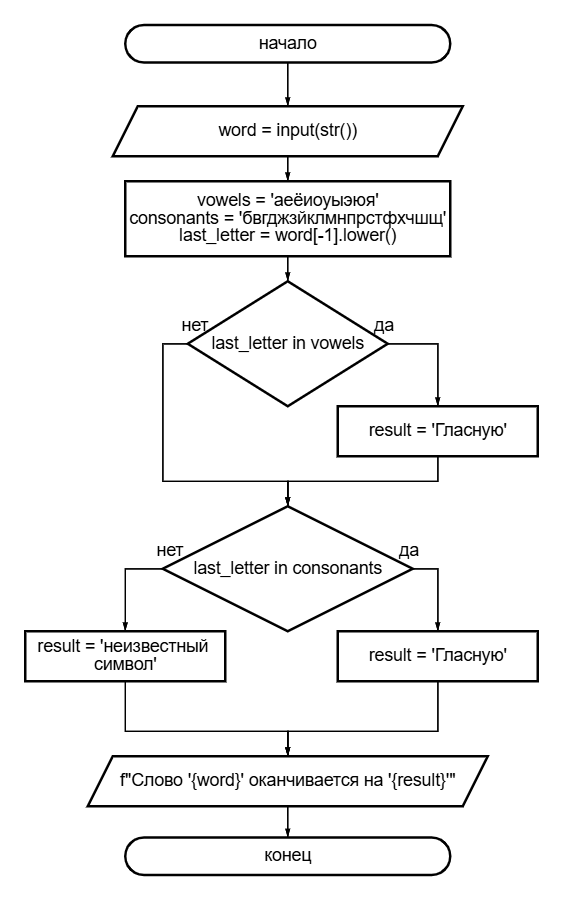 начало
word = input(str())
vowels = 'аеёиоуыэюя'
consonants = 'бвгджзйклмнпрстфхчшщ'
last_letter = word[-1].lower()
нет
да
last_letter in vowels
result = 'Гласную'
нет
да
last_letter in consonants
result = 'неизвестный
символ'
result = 'Гласную'
f"Слово '{word}' оканчивается на '{result}'"
конец